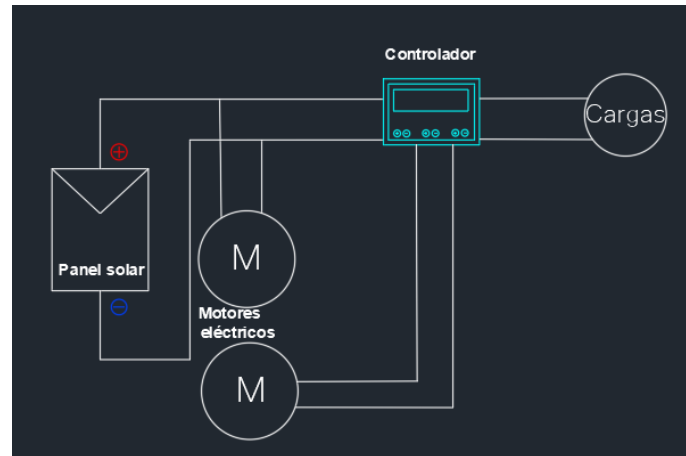 Controlador
Cargas
+
Panel solar
M
−
Motores
eléctricos
M